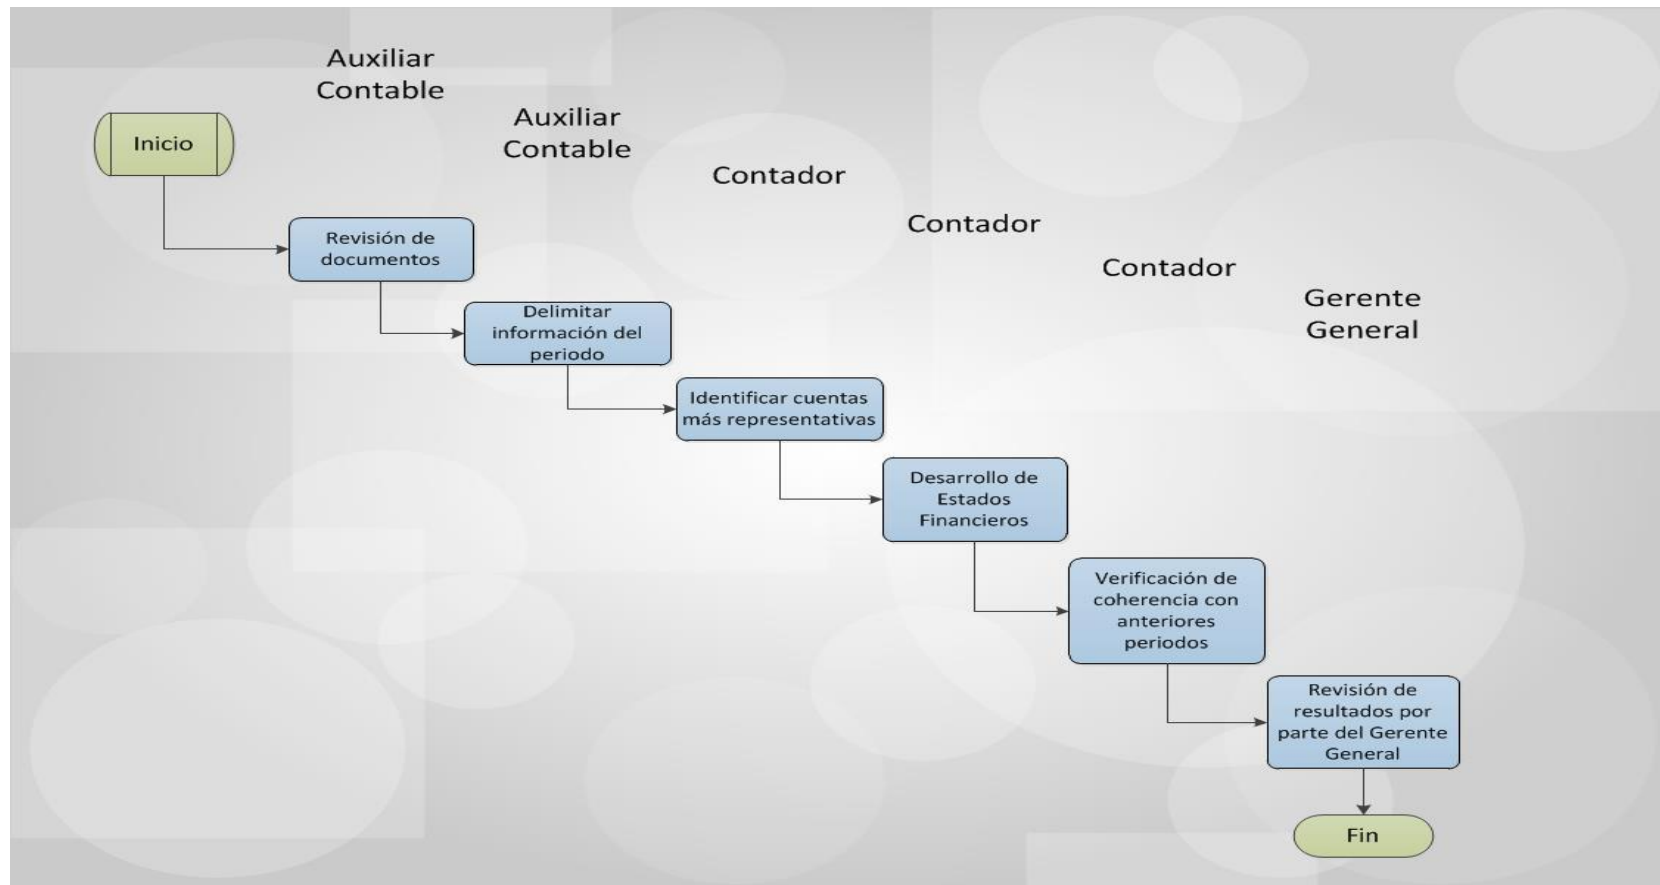 Auxiliar
Contable
Auxiliar
Contable
Contador
Contador
Contador
Gerente
General
Inicio
Revisión de
documentos
Delimitar
información del
periodo
Identificar cuentas
más representativas
Desarrollo de
Estados
Financieros
Verificación de
coherencia con
anteriores
periodos
Revisión de
resultados por
parte del Gerente
General
Fin